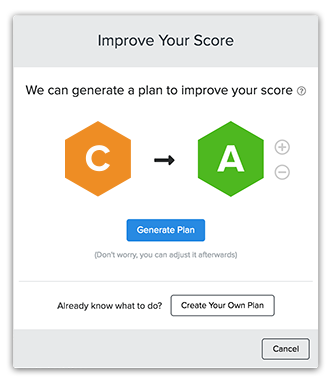 Improve Your Score
We can generate a plan to improve your score ?
C → A + −
Generate Plan
(Don't worry, you can adjust it afterwards)
Already know what to do? Create Your Own Plan
Cancel